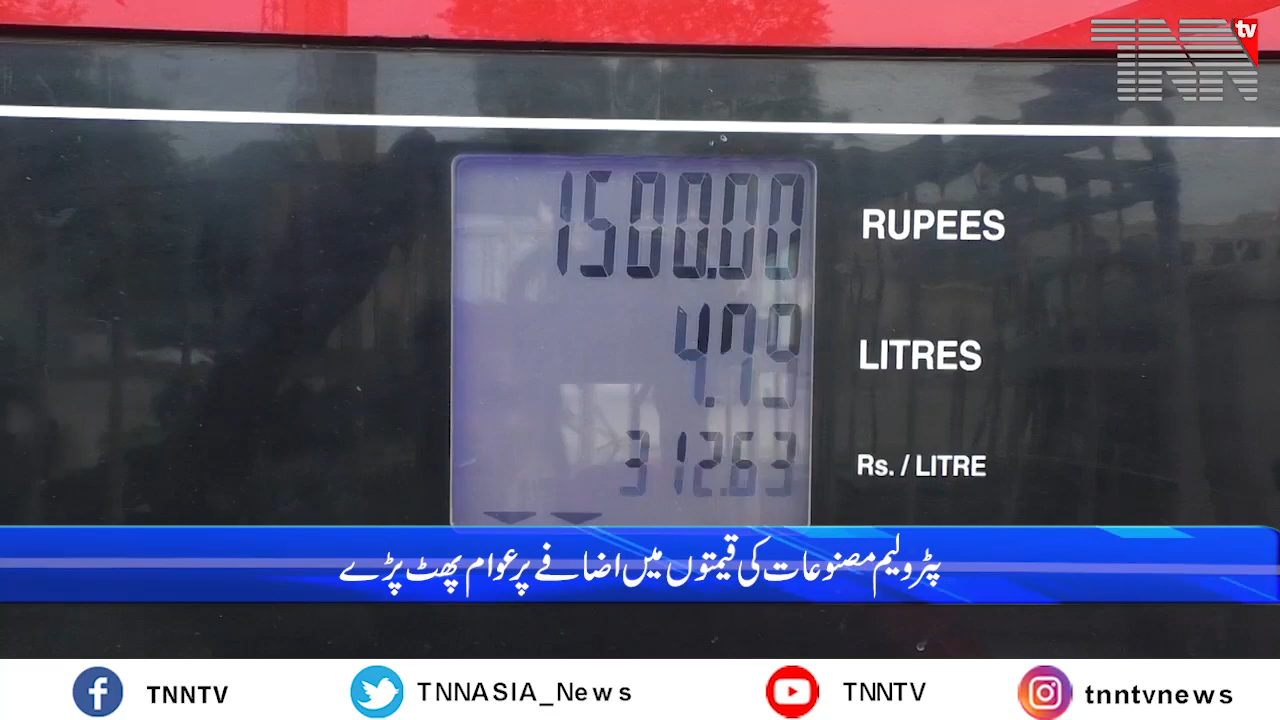 TNN tv
1500.00 RUPEES
4.79 LITRES
312.63 Rs. / LITRE
پٹرولیم مصنوعات کی قیمتوں میں اضافے پر عوام پھٹ پڑے
TNNTV TNNASIA_News TNNTV tnntvnews